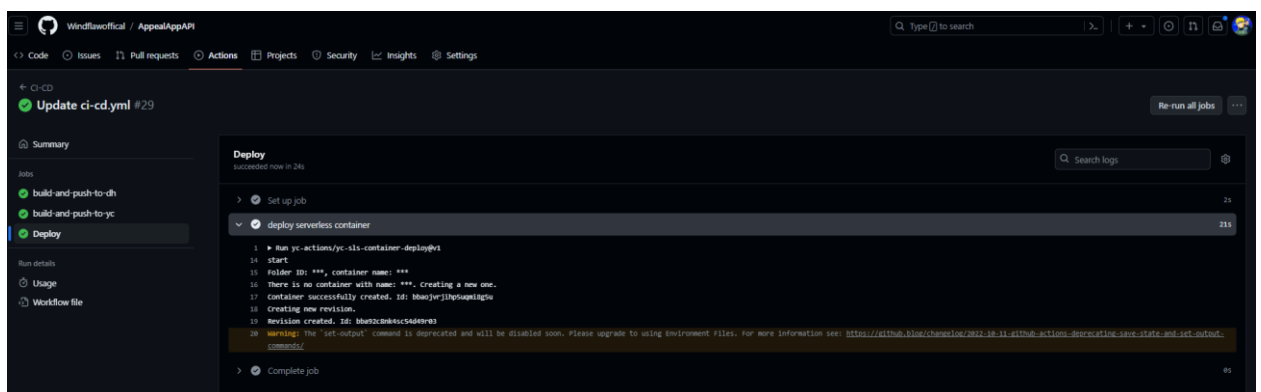 Windflawoffical / AppealAppAPI
Type / to search
<> Code Issues Pull requests Actions Projects Security Insights Settings
← CI-CD
Update ci-cd.yml #29
Re-run all jobs
Summary
Jobs
build-and-push-to-dh
build-and-push-to-yc
Deploy
Run details
Usage
Workflow file
Deploy
succeeded now in 24s
Search logs
Set up job 2s
deploy serverless container 21s
1 ▶ Run yc-actions/yc-sls-container-deploy@v1
14 start
15 Folder ID: ***, container name: ***
16 There is no container with name: ***. Creating a new one.
17 Container successfully created. Id:
18 Creating new revision.
19 Revision created. Id:
20 Warning: The `set-output` command is deprecated and will be disabled soon. Please upgrade to using Environment Files. For more information see: https://github.blog/changelog/2022-10-11-github-actions-deprecating-save-state-and-set-output-
commands/
Complete job 0s